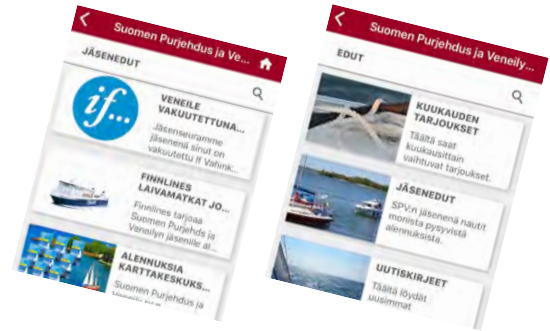 Suomen Purjehdus ja Ve...
JÄSENEDUT
if...
VENEILE
VAKUUTETTUNA...
Jäsenseuramme
jäsenenä sinut on
vakuutettu If Vahink...
FINNLINES
LAIVAMATKAT JO...
Finnlines tarjoaa
Suomen Purjehds ja
Veneilyn jäsenille al...
ALENNUKSIA
KARTTAKESKUKS...
Suomen Purjehdus ja
Suomen Purjehdus ja Veneily...
EDUT
KUUKAUDEN
TARJOUKSET
Täältä saat
kuukausittain
vaihtuvat tarjoukset.
JÄSENEDUT
SPV:n jäsenenä nautit
monista pysyvistä
alennuksista.
UUTISKIRJEET
Täältä löydät
uusimmat